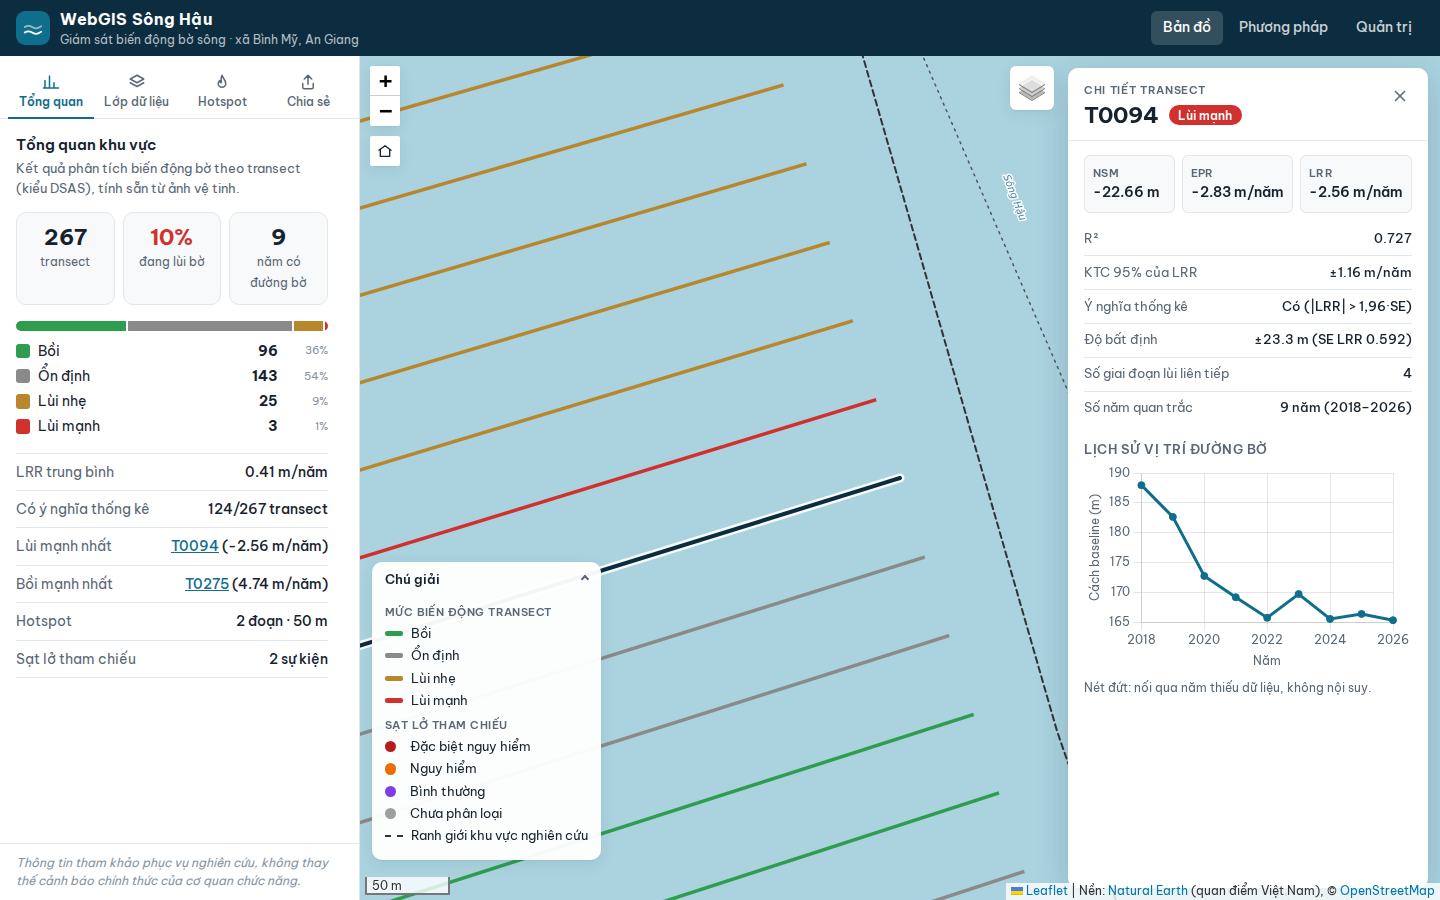 WebGIS Sông Hậu
Giám sát biến động bờ sông · xã Bình Mỹ, An Giang
Bản đồ
Phương pháp
Quản trị
Tổng quan
Lớp dữ liệu
Hotspot
Chia sẻ
Tổng quan khu vực
Kết quả phân tích biến động bờ theo transect
(kiểu DSAS), tính sẵn từ ảnh vệ tinh.
267
transect
10%
đang lùi bờ
9
năm có
đường bờ
Bồi 96 36%
Ổn định 143 54%
Lùi nhẹ 25 9%
Lùi mạnh 3 1%
LRR trung bình 0.41 m/năm
Có ý nghĩa thống kê 124/267 transect
Lùi mạnh nhất T0094 (-2.56 m/năm)
Bồi mạnh nhất T0275 (4.74 m/năm)
Hotspot 2 đoạn · 50 m
Sạt lở tham chiếu 2 sự kiện
Thông tin tham khảo phục vụ nghiên cứu, không thay
thế cảnh báo chính thức của cơ quan chức năng.
+
−
Sông Hậu
Chú giải
MỨC BIẾN ĐỘNG TRANSECT
Bồi
Ổn định
Lùi nhẹ
Lùi mạnh
SẠT LỞ THAM CHIẾU
Đặc biệt nguy hiểm
Nguy hiểm
Bình thường
Chưa phân loại
Ranh giới khu vực nghiên cứu
50 m
CHI TIẾT TRANSECT
T0094 Lùi mạnh
NSM
-22.66 m
EPR
-2.83 m/năm
LRR
-2.56 m/năm
R² 0.727
KTC 95% của LRR ±1.16 m/năm
Ý nghĩa thống kê Có (|LRR| > 1,96·SE)
Độ bất định ±23.3 m (SE LRR 0.592)
Số giai đoạn lùi liên tiếp 4
Số năm quan trắc 9 năm (2018–2026)
LỊCH SỬ VỊ TRÍ ĐƯỜNG BỜ
Cách baseline (m)
190
185
180
175
170
165
2018 2020 2022 2024 2026
Năm
Nét đứt: nối qua năm thiếu dữ liệu, không nội suy.
Leaflet | Nền: Natural Earth (quan điểm Việt Nam), © OpenStreetMap